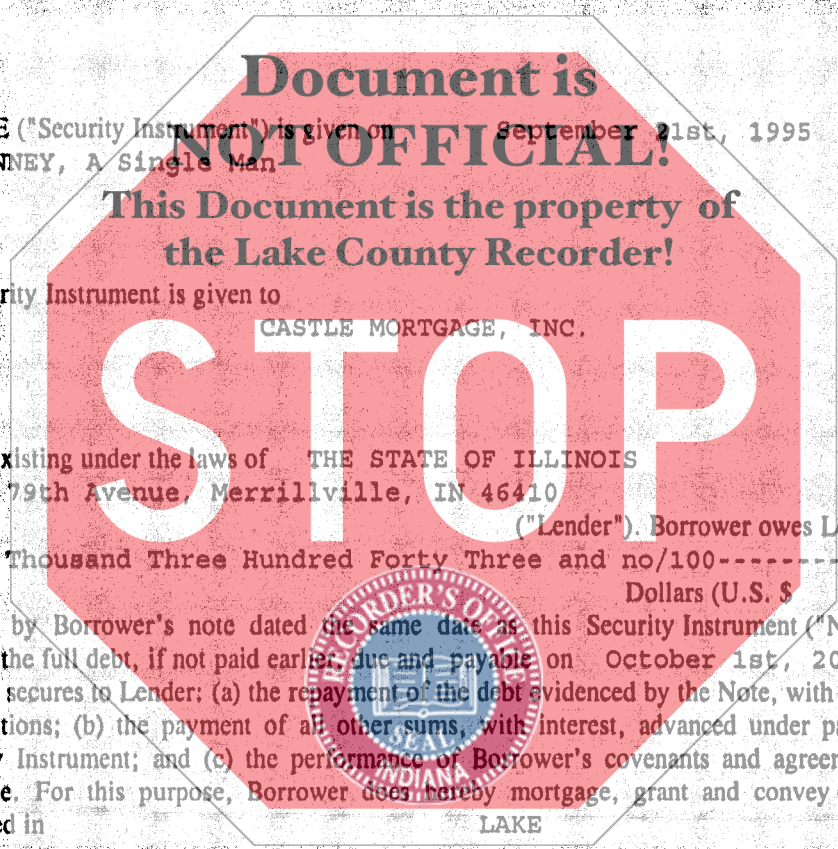 Document is
E ("Security Instrument") is given on September 21st, 1995
NOT OFFICIAL!
NEY, A Single Man
This Document is the property of
the Lake County Recorder!
rity Instrument is given to
CASTLE MORTGAGE, INC.
STOP
xisting under the laws of THE STATE OF ILLINOIS
79th Avenue, Merrillville, IN 46410
("Lender"). Borrower owes L
Thousand Three Hundred Forty Three and no/100---------
Dollars (U.S. $
by Borrower's note dated the same date as this Security Instrument ("N
the full debt, if not paid earlier, due and payable on October 1st, 20
secures to Lender: (a) the repayment of the debt evidenced by the Note, with
tions; (b) the payment of all other sums, with interest, advanced under pa
Instrument; and (c) the performance of Borrower's covenants and agreem
e. For this purpose, Borrower does hereby mortgage, grant and convey
ed in LAKE
RECORDER'S OF THE
SEAL
INDIANA